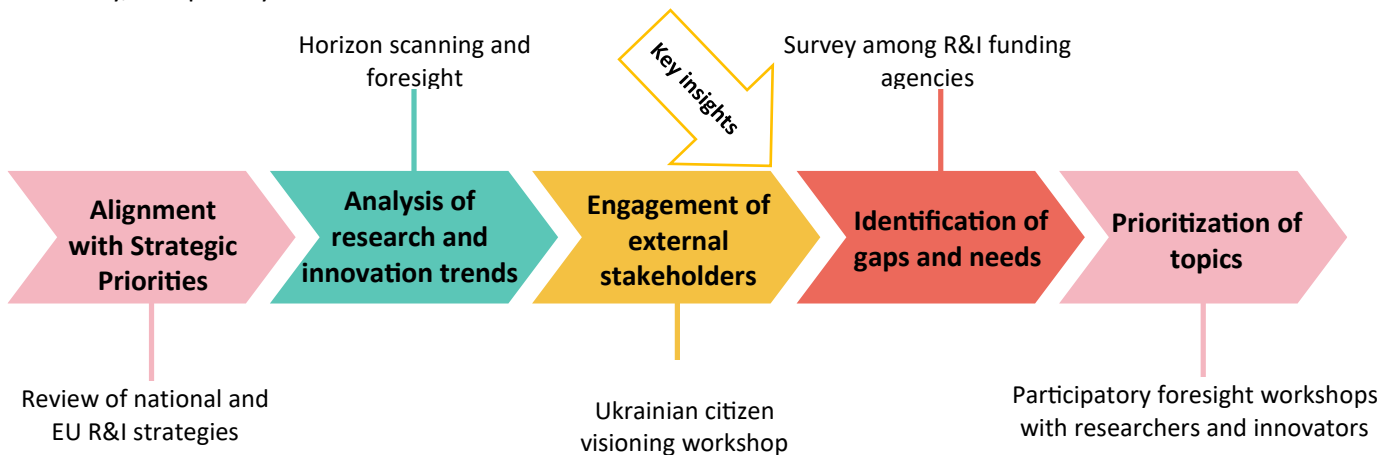 Horizon scanning and
foresight
Key insights
Survey among R&I funding
agencies
Alignment
with Strategic
Priorities
Analysis of
research and
innovation trends
Engagement of
external
stakeholders
Identification of
gaps and needs
Prioritization of
topics
Review of national and
EU R&I strategies
Ukrainian citizen
visioning workshop
Participatory foresight workshops
with researchers and innovators